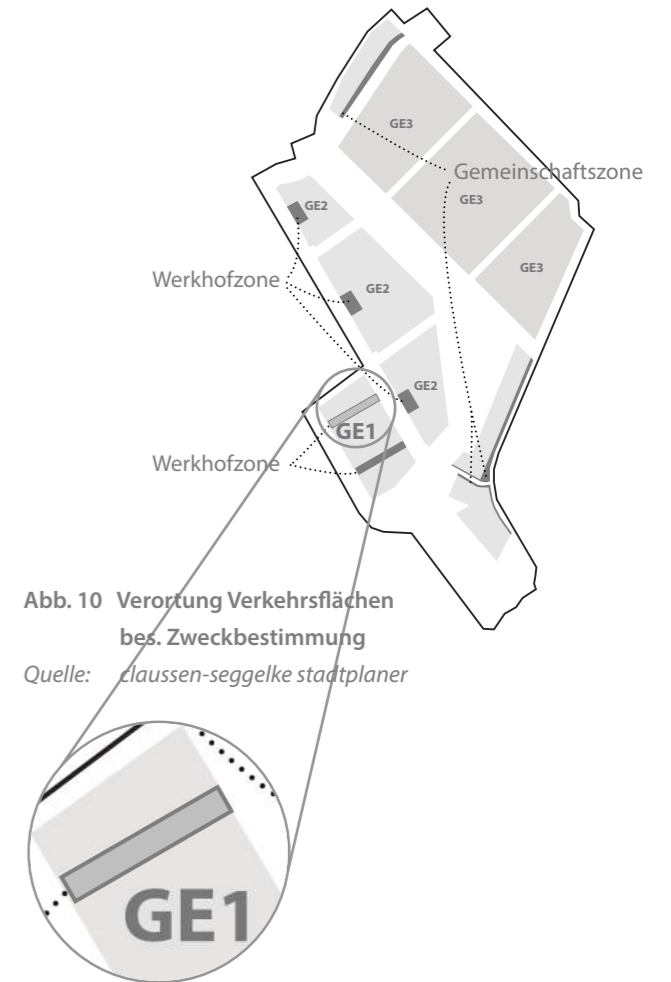 GE3
Gemeinschaftszone
GE3
GE2
GE3
Werkhofzone
GE2
GE2
GE1
Werkhofzone
Abb. 10 Verortung Verkehrsflächen
bes. Zweckbestimmung
Quelle: claussen-seggelke stadtplaner
GE1